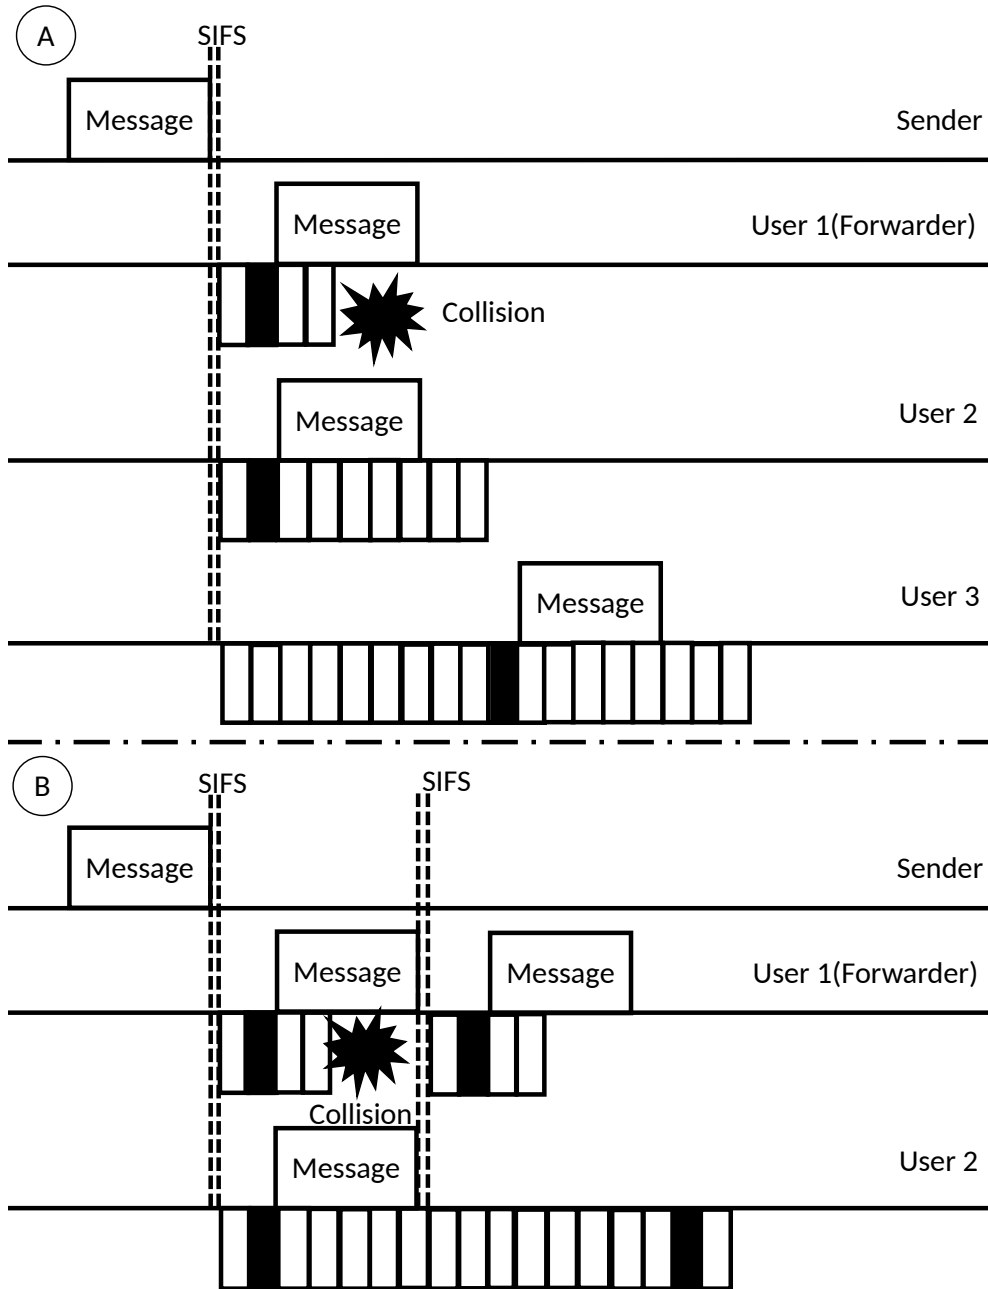 A
SIFS
Message
Sender
Message
User 1(Forwarder)
Collision
Message
User 2
Message
User 3
B
SIFS
SIFS
Message
Sender
Message
Message
User 1(Forwarder)
Collision
Message
User 2